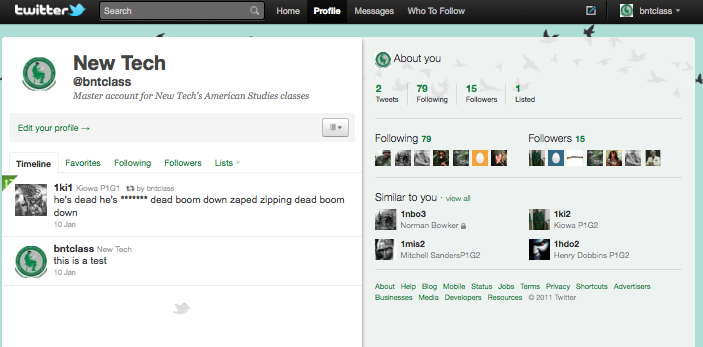 twitter Search Home Profile Messages Who To Follow bntclass
New Tech
@bntclass
Master account for New Tech's American Studies classes
Edit your profile →
Timeline Favorites Following Followers Lists
1ki1 Kiowa P1G1 by bntclass
he's dead he's ******* dead boom down zaped zipping dead boom
down
10 Jan
bntclass New Tech
this is a test
10 Jan
About you
2 79 15 1
Tweets Following Followers Listed
Following 79 Followers 15
Similar to you · view all
1nbo3
Norman Bowker
1ki2
Kiowa P1G2
1mis2
Mitchell SandersP1G2
1hdo2
Henry Dobbins P1G2
About Help Blog Mobile Status Jobs Terms Privacy Shortcuts Advertisers
Businesses Media Developers Resources © 2011 Twitter